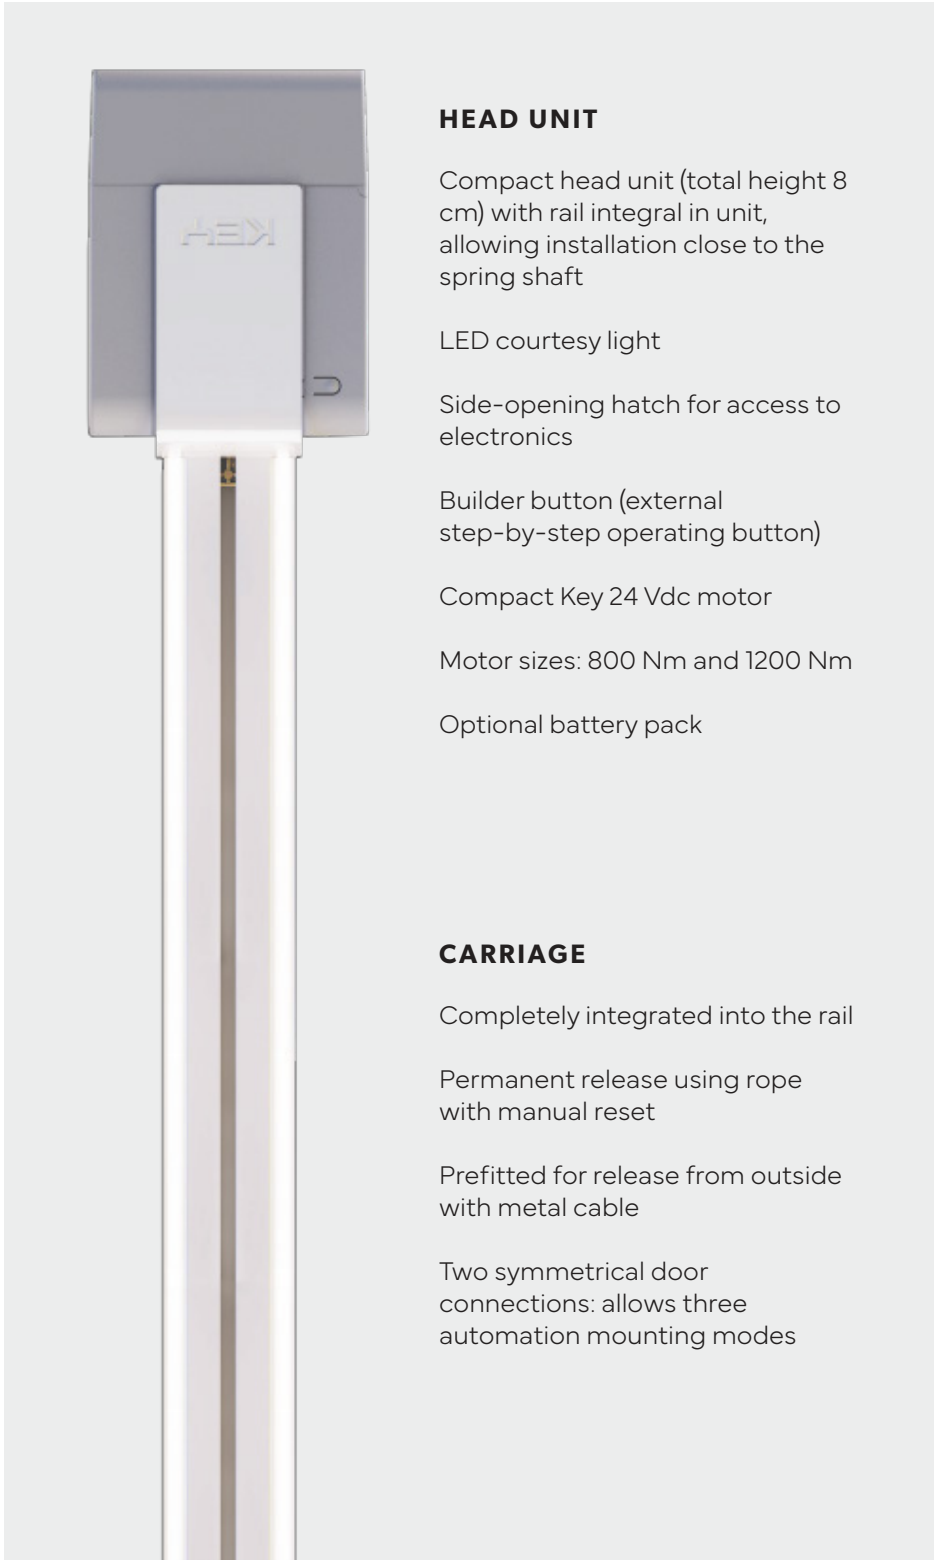 KEY
HEAD UNIT
Compact head unit (total height 8
cm) with rail integral in unit,
allowing installation close to the
spring shaft
LED courtesy light
Side-opening hatch for access to
electronics
Builder button (external
step-by-step operating button)
Compact Key 24 Vdc motor
Motor sizes: 800 Nm and 1200 Nm
Optional battery pack
CARRIAGE
Completely integrated into the rail
Permanent release using rope
with manual reset
Prefitted for release from outside
with metal cable
Two symmetrical door
connections: allows three
automation mounting modes